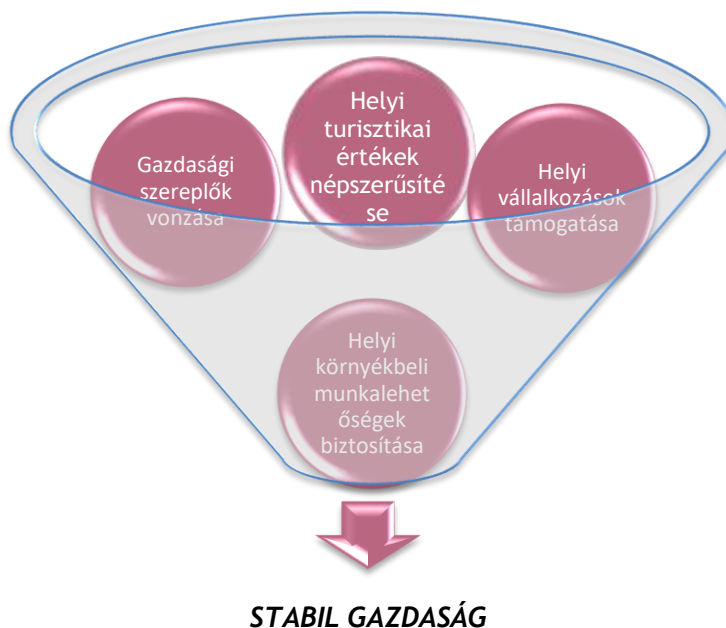 Gazdasági
szereplők
vonzása
Helyi
turisztikai
értékek
népszerűsíté
se
Helyi
vállalkozások
támogatása
Helyi
környékbeli
munkalehet
őségek
biztosítása
STABIL GAZDASÁG